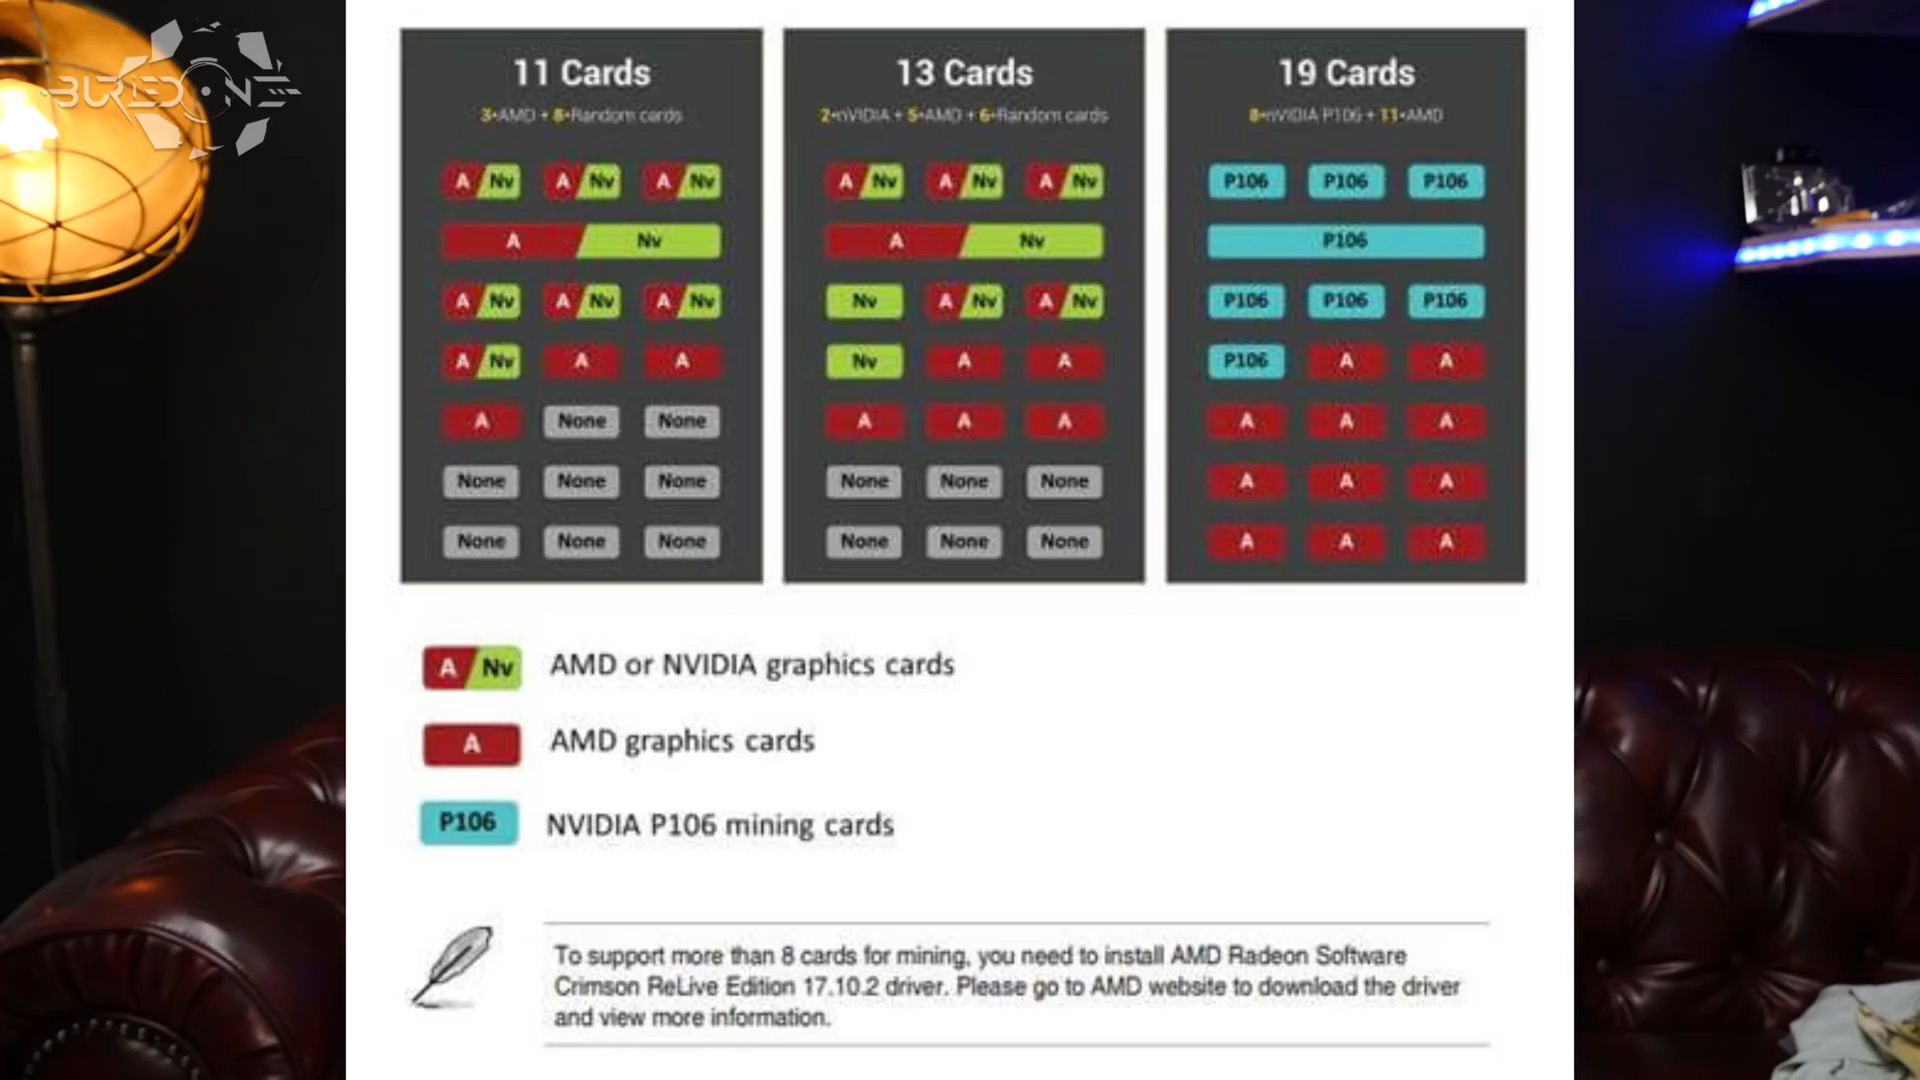 BURIEDONE
11 Cards
3•AMD + 8•Random cards
A Nv A Nv A Nv
A Nv
A Nv A Nv A Nv
A Nv A A
A None None
None None None
None None None
13 Cards
2•nVIDIA + 5•AMD + 6•Random cards
A Nv A Nv A Nv
A Nv
Nv A Nv A Nv
Nv A A
A A A
None None None
None None None
19 Cards
8•nVIDIA P106 + 11•AMD
P106 P106 P106
P106
P106 P106 P106
P106 A A
A A A
A A A
A A A
A Nv AMD or NVIDIA graphics cards
A AMD graphics cards
P106 NVIDIA P106 mining cards
To support more than 8 cards for mining, you need to install AMD Radeon Software
Crimson ReLive Edition 17.10.2 driver. Please go to AMD website to download the driver
and view more information.